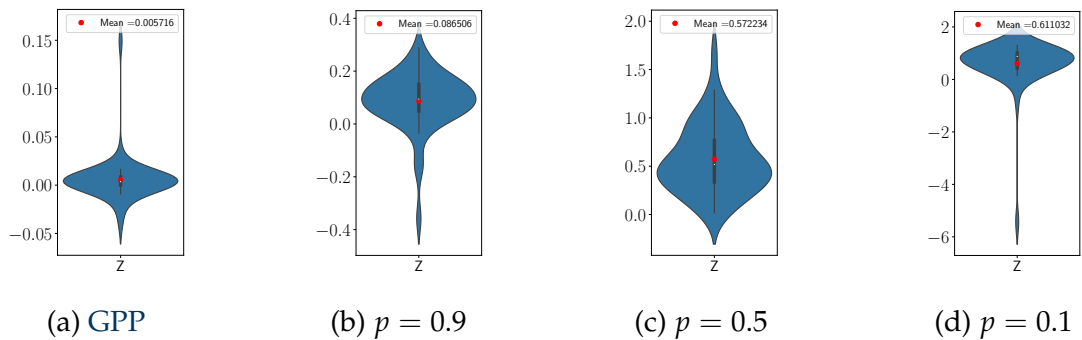 Mean =0.005716
0.15
0.10
0.05
0.00
−0.05
Z
(a) GPP
Mean =0.086506
0.4
0.2
0.0
−0.2
−0.4
Z
(b) p = 0.9
Mean =0.572234
2.0
1.5
1.0
0.5
0.0
Z
(c) p = 0.5
Mean =0.611032
2
0
−2
−4
−6
Z
(d) p = 0.1